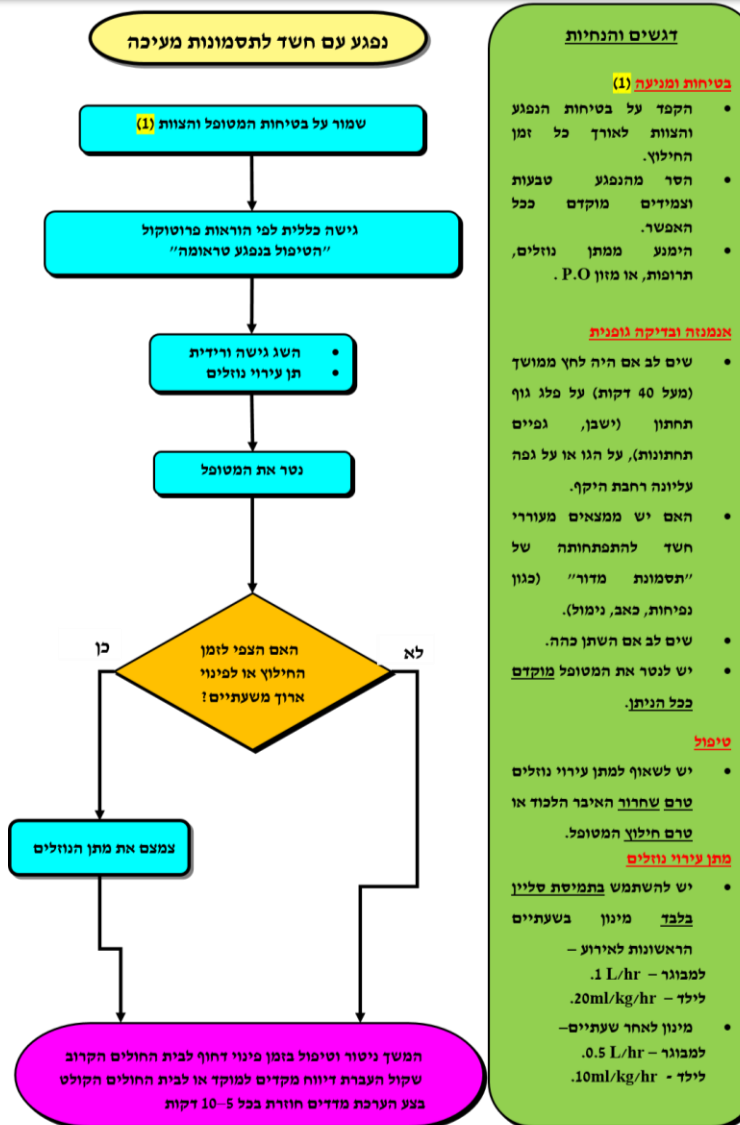 נפגע עם חשד לתסמונות מעיכה
שמור על בטיחות המטופל והצוות (1)
גישה כללית לפי הוראות פרוטוקול
"הטיפול בנפגע טראומה"
• השג גישה ורידית
• תן עירוי נוזלים
נטר את המטופל
האם הצפי לזמן
החילוץ או לפינוי
ארוך משעתיים?
כן
לא
צמצם את מתן הנוזלים
המשך ניטור וטיפול בזמן פינוי דחוף לבית החולים הקרוב
שקול העברת דיווח מקדים למוקד או לבית החולים הקולט
בצע הערכת מדדים חוזרת בכל 5–10 דקות
דגשים והנחיות
בטיחות ומניעה (1)
• הקפד על בטיחות הנפגע
והצוות לאורך כל זמן
החילוץ.
• הסר מהנפגע טבעות
וצמידים מוקדם ככל
האפשר.
• הימנע ממתן נוזלים,
תרופות, או מזון P.O .
אנמנזה ובדיקה גופנית
• שים לב אם היה לחץ ממושך
(מעל 40 דקות) על פלג גוף
תחתון (ישבן, גפיים
תחתונות), על הגו או על גפה
עליונה רחבת היקף.
• האם יש ממצאים מעוררי
חשד להתפתחותה של
"תסמונת מדור" (כגון
נפיחות, כאב, נימול).
• שים לב אם השתן כהה.
• יש לנטר את המטופל מוקדם
ככל הניתן.
טיפול
• יש לשאוף למתן עירוי נוזלים
טרם שחרור האיבר הלכוד או
טרם חילוץ המטופל.
מתן עירוי נוזלים
• יש להשתמש בתמיסת סליין
בלבד מינון בשעתיים
הראשונות לאירוע –
למבוגר – 1 L/hr.
לילד – 20ml/kg/hr.
• מינון לאחר שעתיים–
למבוגר – 0.5 L/hr.
לילד - 10ml/kg/hr.